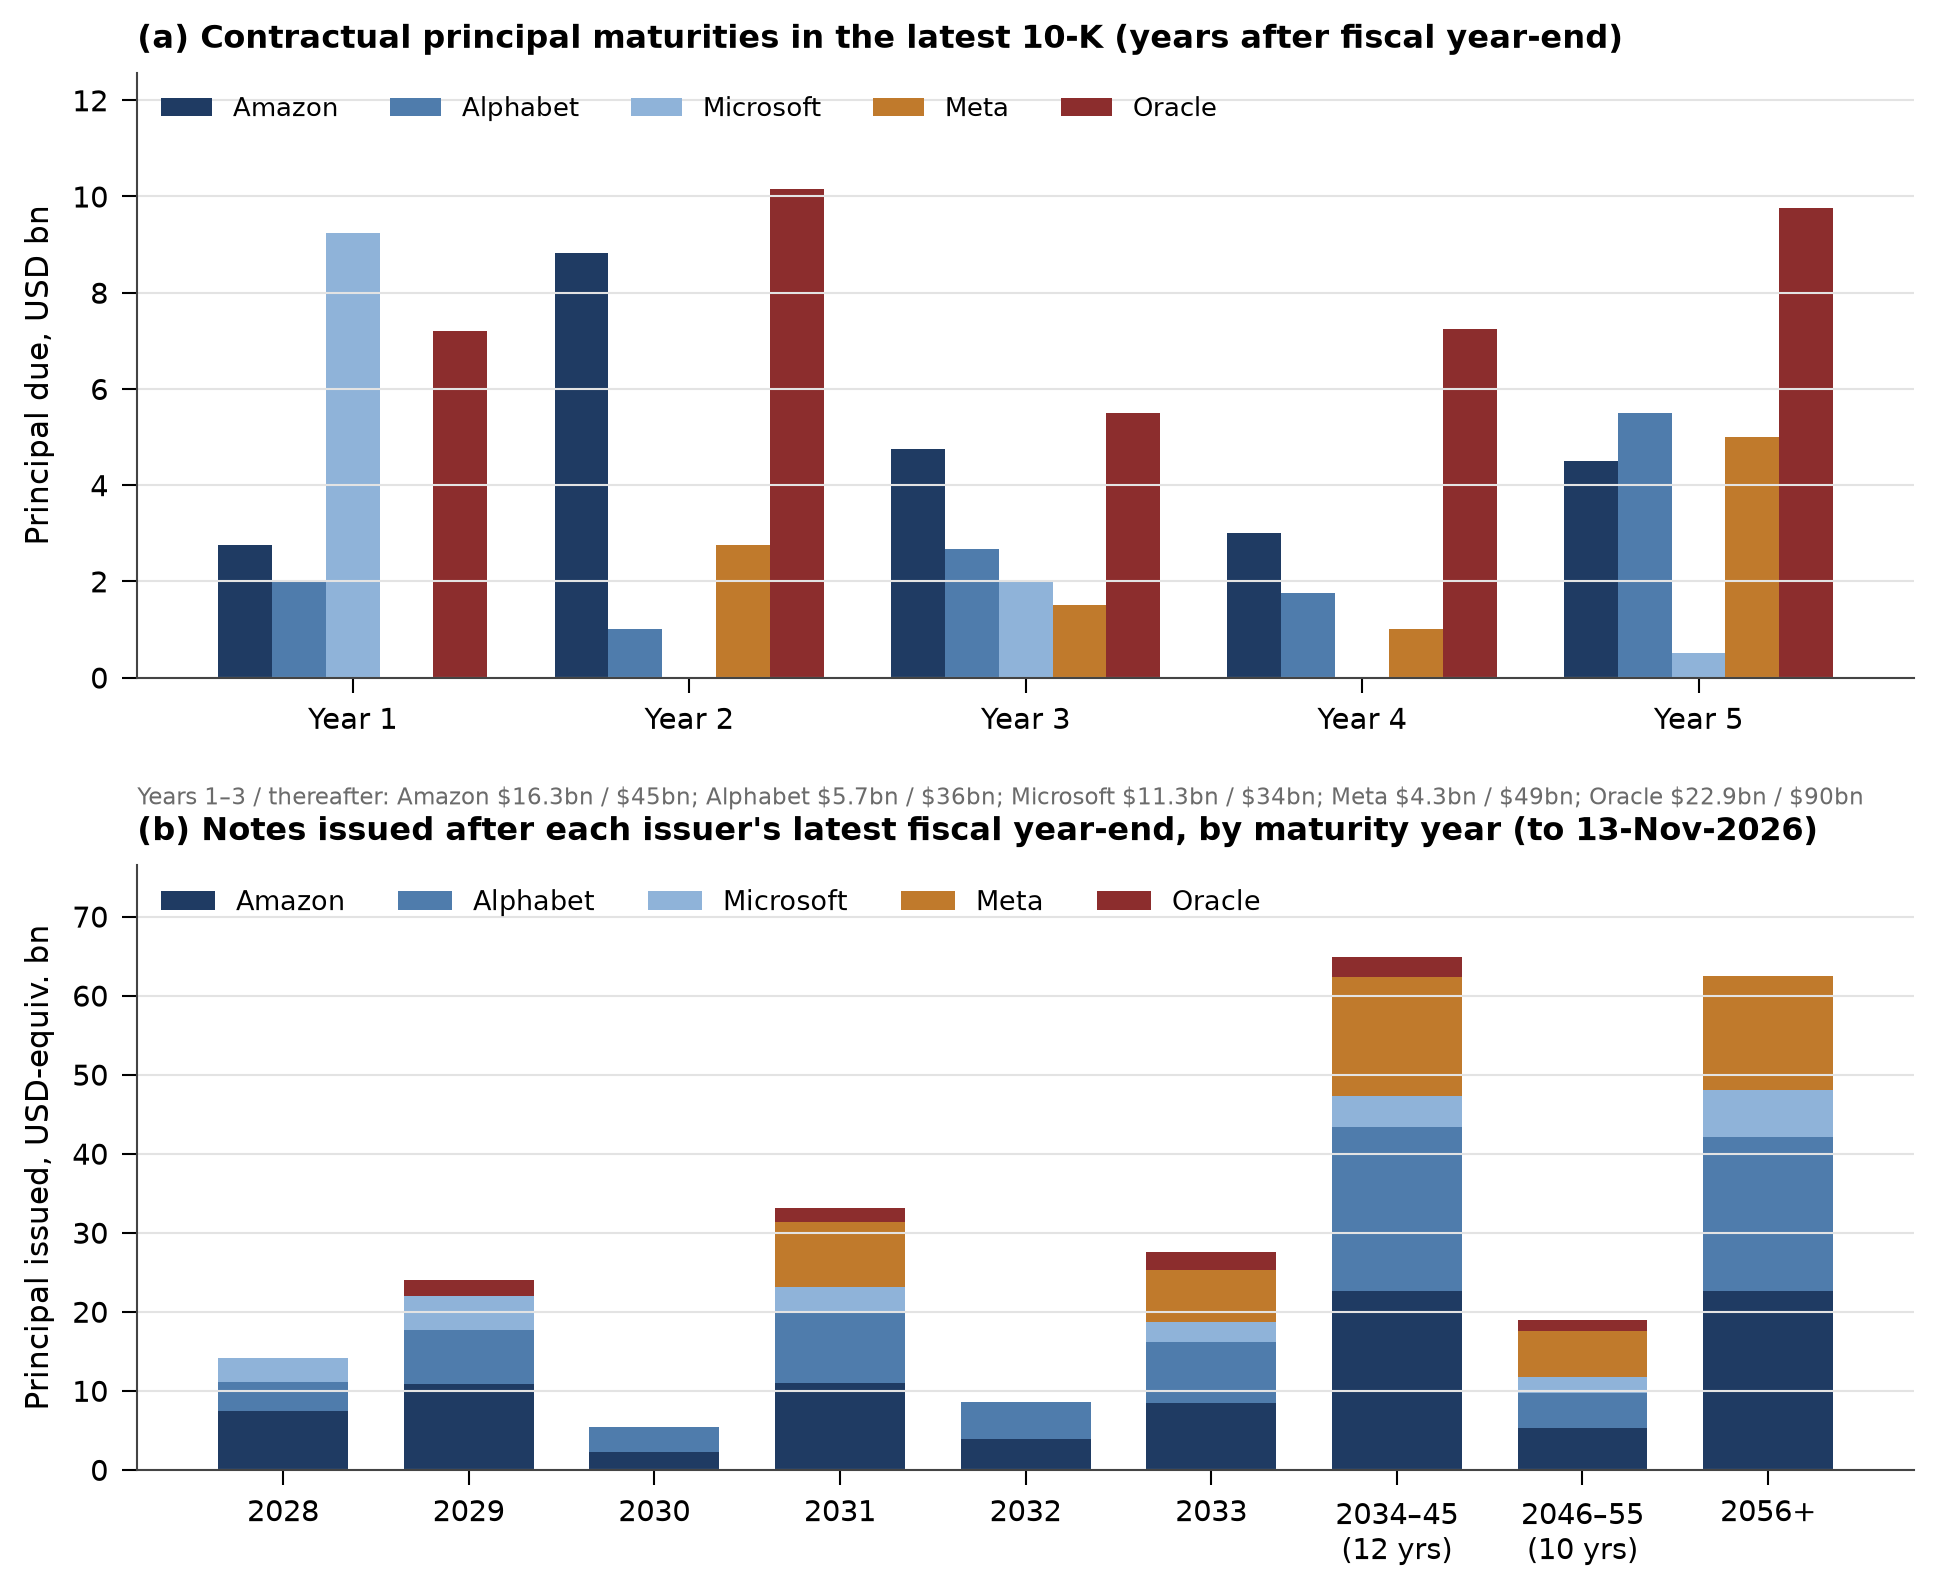 (a) Contractual principal maturities in the latest 10-K (years after fiscal year-end)
Amazon Alphabet Microsoft Meta Oracle
Principal due, USD bn
12
10
8
6
4
2
0
Year 1 Year 2 Year 3 Year 4 Year 5
Years 1–3 / thereafter: Amazon $16.3bn / $45bn; Alphabet $5.7bn / $36bn; Microsoft $11.3bn / $34bn; Meta $4.3bn / $49bn; Oracle $22.9bn / $90bn
(b) Notes issued after each issuer's latest fiscal year-end, by maturity year (to 13-Nov-2026)
Amazon Alphabet Microsoft Meta Oracle
Principal issued, USD-equiv. bn
70
60
50
40
30
20
10
0
2028 2029 2030 2031 2032 2033 2034–45 2046–55 2056+
(12 yrs) (10 yrs)